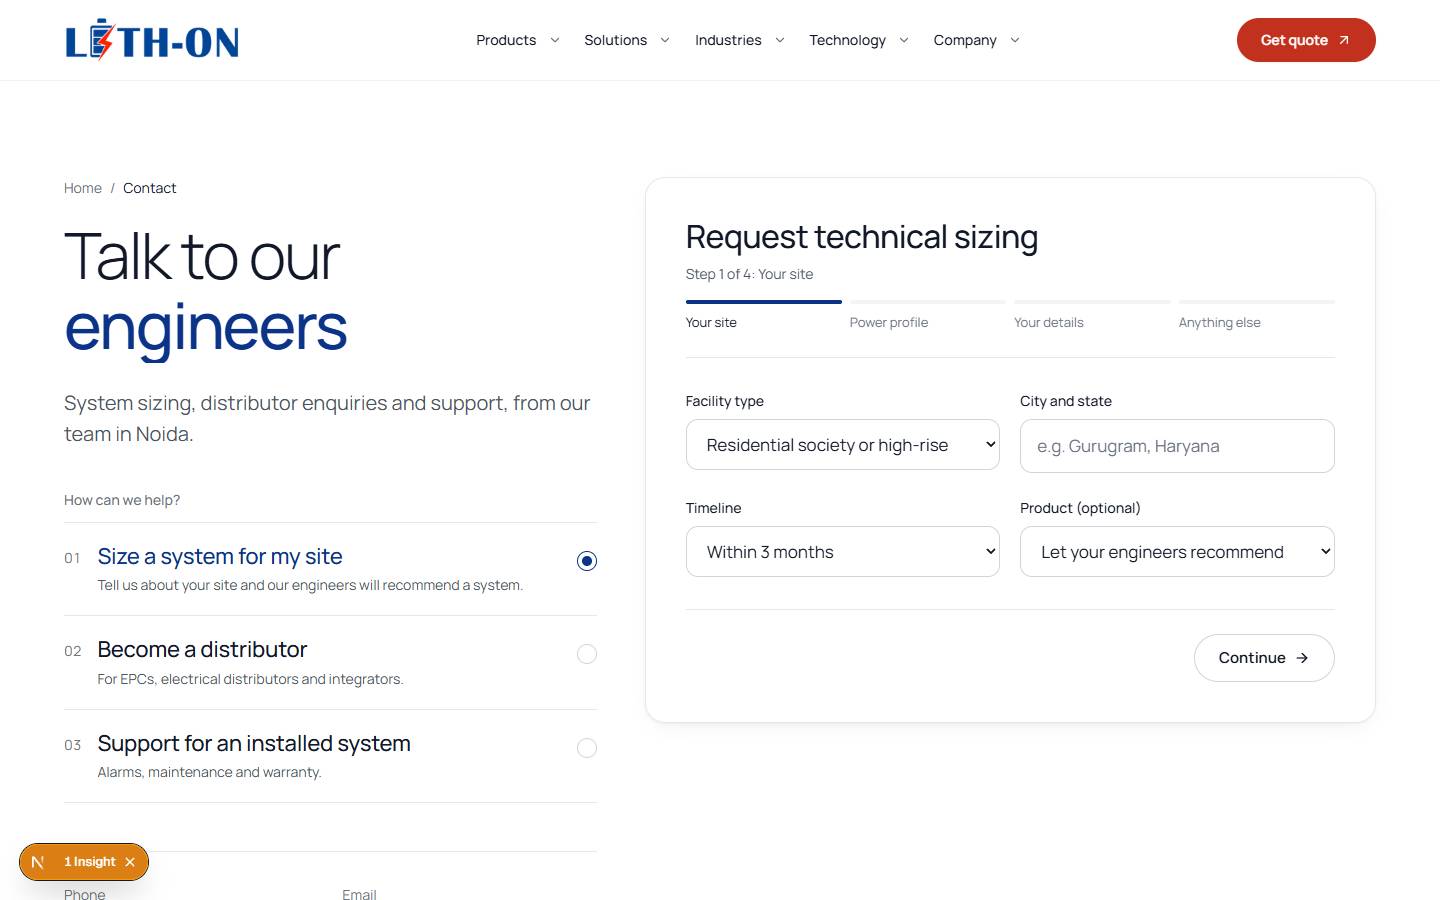 LITH-ON
Products
Solutions
Industries
Technology
Company
Get quote
Home / Contact
Talk to our
engineers
System sizing, distributor enquiries and support, from our
team in Noida.
How can we help?
01 Size a system for my site
Tell us about your site and our engineers will recommend a system.
02 Become a distributor
For EPCs, electrical distributors and integrators.
03 Support for an installed system
Alarms, maintenance and warranty.
Phone
Email
Request technical sizing
Step 1 of 4: Your site
Your site
Power profile
Your details
Anything else
Facility type
Residential society or high-rise
City and state
e.g. Gurugram, Haryana
Timeline
Within 3 months
Product (optional)
Let your engineers recommend
Continue
N 1 Insight